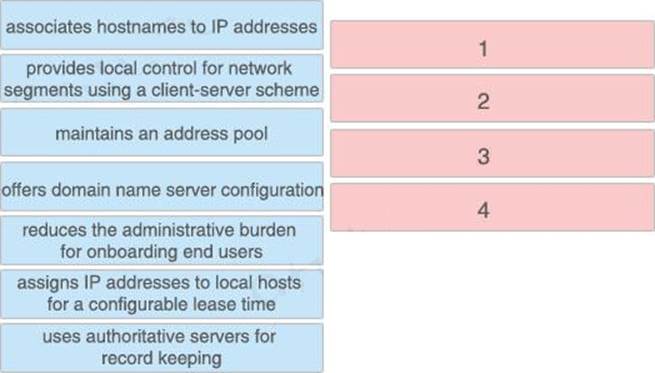 associates hostnames to IP addresses
provides local control for network
segments using a client-server scheme
maintains an address pool
offers domain name server configuration
reduces the administrative burden
for onboarding end users
assigns IP addresses to local hosts
for a configurable lease time
uses authoritative servers for
record keeping
1
2
3
4